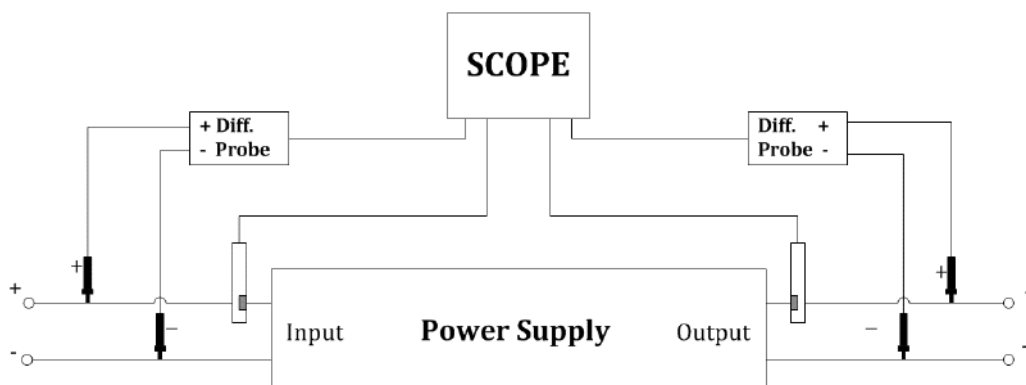 SCOPE
+ Diff.
- Probe
Diff. +
Probe -
+
+
+
–
–
+
-
Input
Power Supply
Output
-